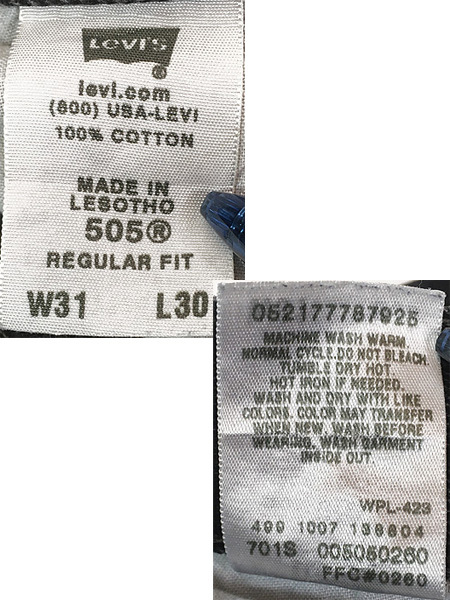 LEVI'S
®
levi.com
(800) USA-LEVI
100% COTTON
MADE IN
LESOTHO
505®
REGULAR FIT
W31 L30
052177787925
MACHINE WASH WARM.
NORMAL CYCLE.DO NOT BLEACH.
TUMBLE DRY HOT.
HOT IRON IF NEEDED.
WASH AND DRY WITH LIKE
COLORS. COLOR MAY TRANSFER
WHEN NEW. WASH BEFORE
WEARING. WASH GARMENT
INSIDE OUT.
WPL-423
499 1007 138804
701S 005050260
FFC#0260